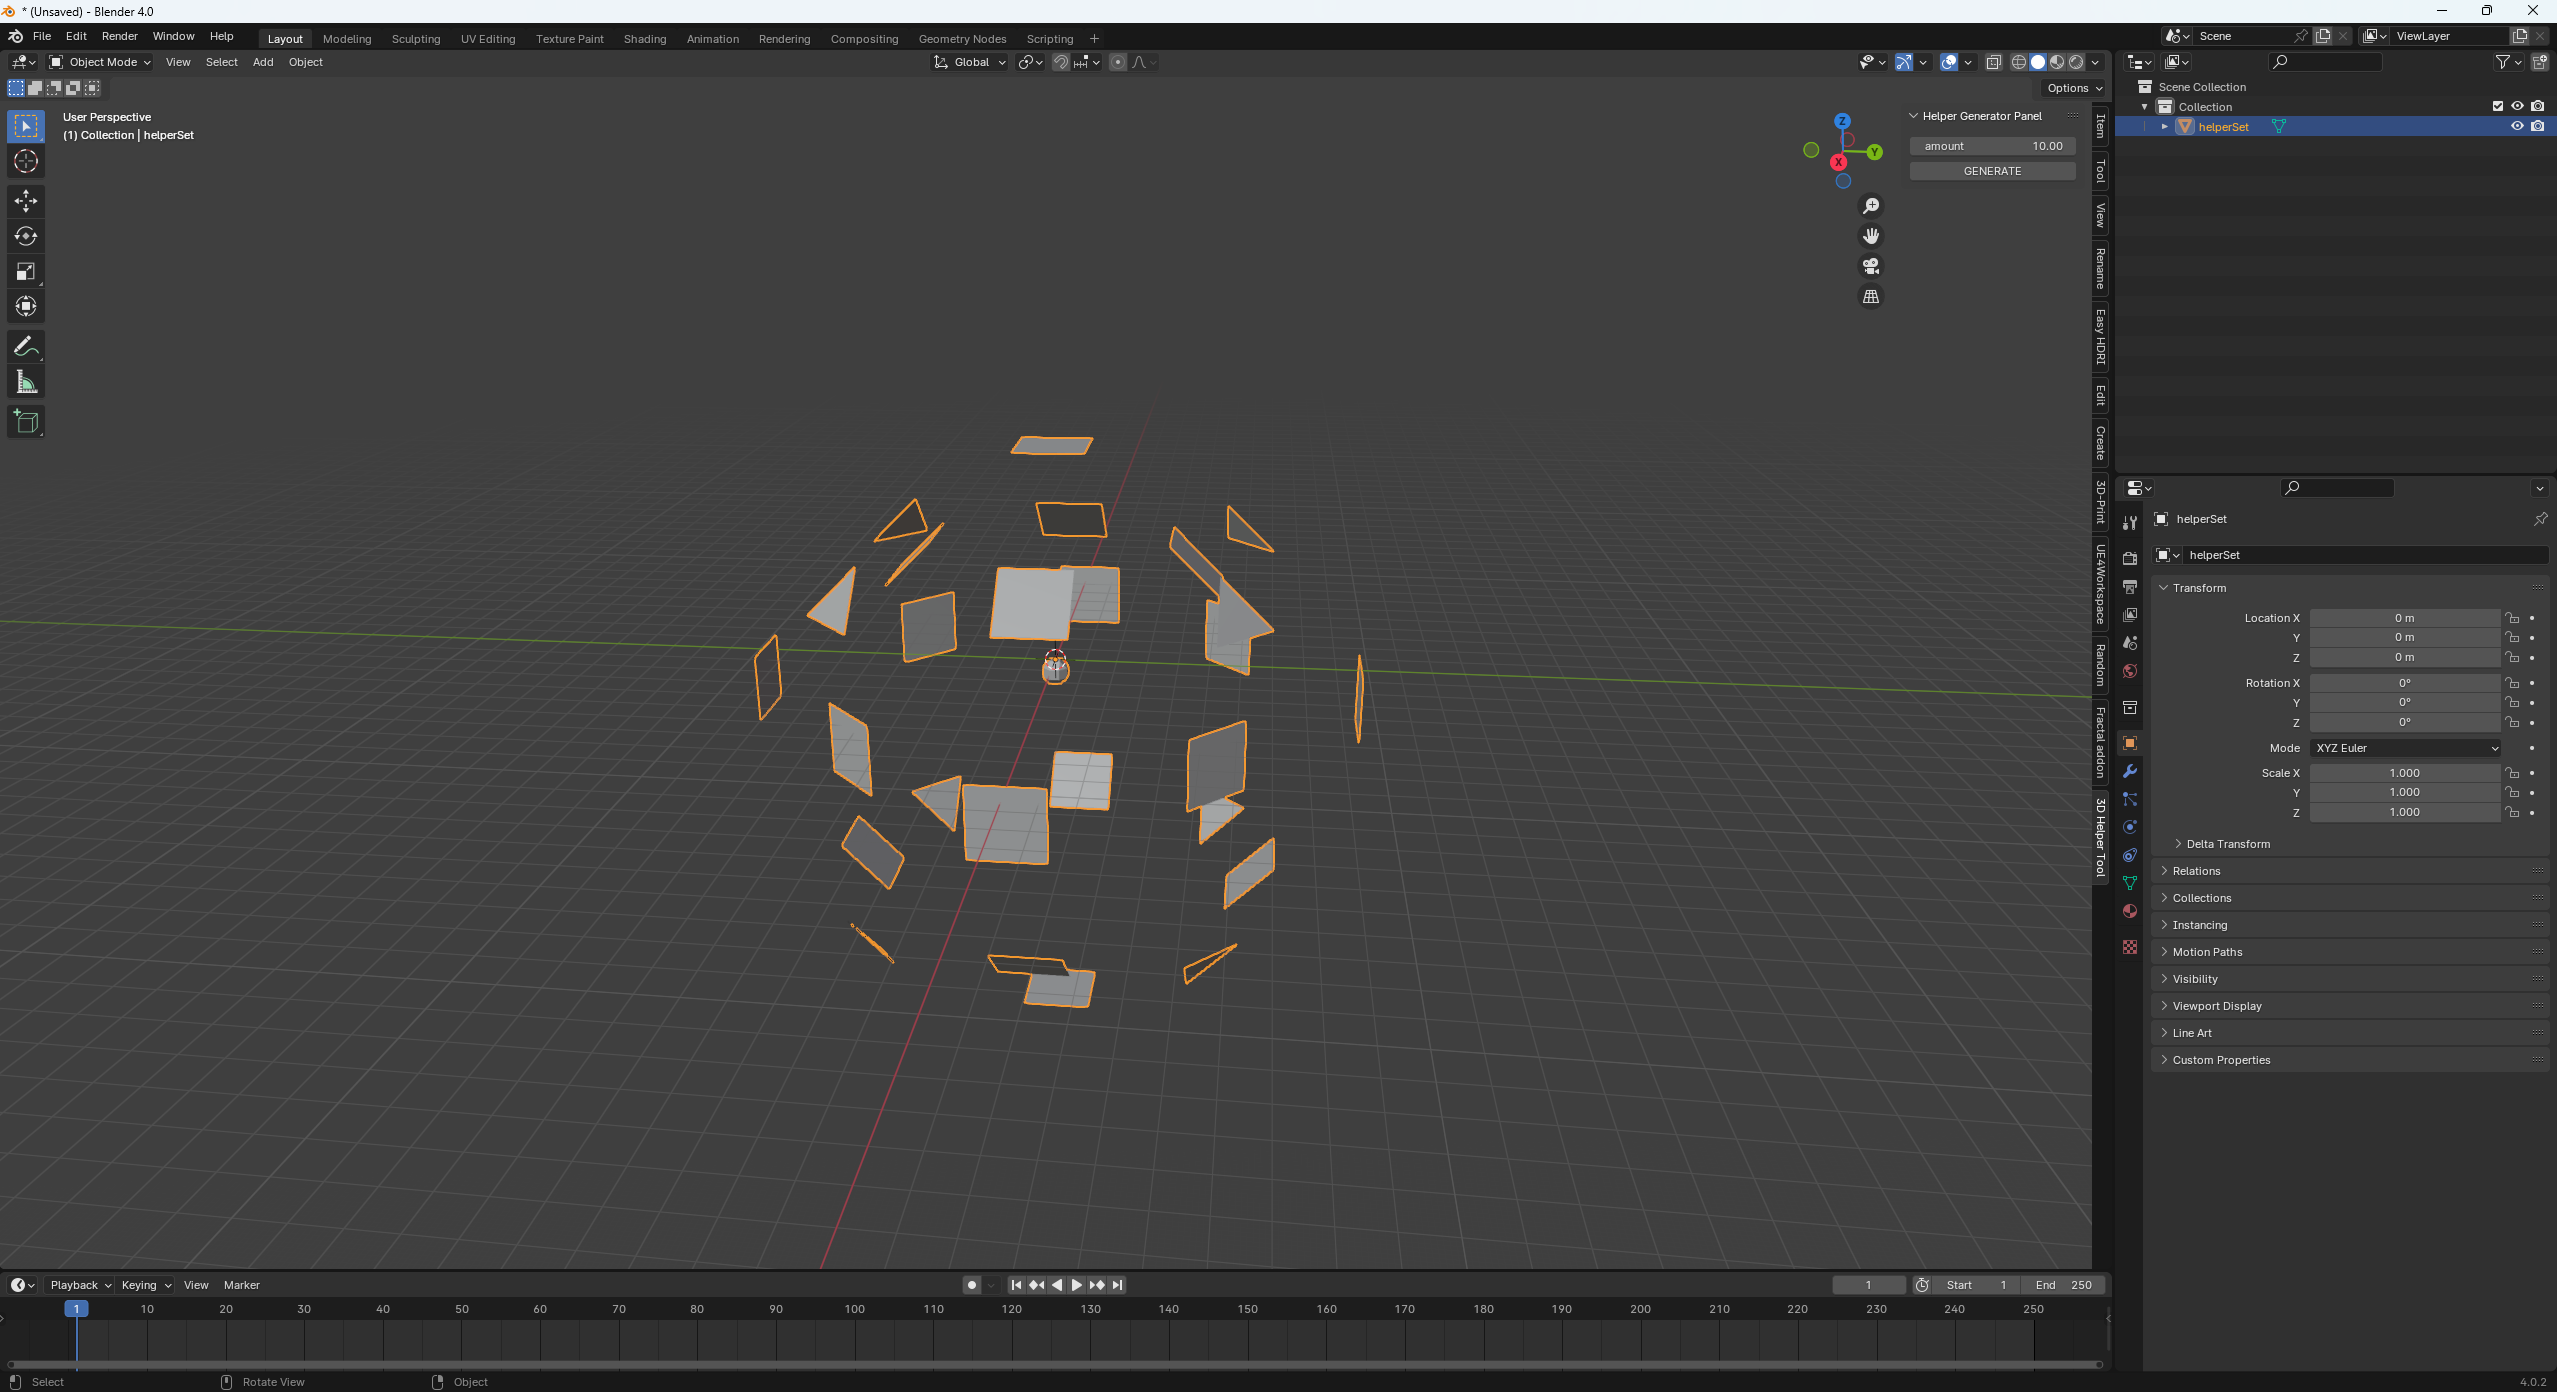 * (Unsaved) - Blender 4.0
File Edit Render Window Help Layout Modeling Sculpting UV Editing Texture Paint Shading Animation Rendering Compositing Geometry Nodes Scripting + Scene ViewLayer
Object Mode View Select Add Object Global
Options
User Perspective
(1) Collection | helperSet
Z
Y
X
Helper Generator Panel
amount 10.00
GENERATE
Item
Tool
View
Rename
Easy HDRI
Edit
Create
3D-Print
UE4Workspace
Random
Fractal addon
3D Helper Tool
Scene Collection
Collection
helperSet
helperSet
helperSet
Transform
Location X 0 m
Y 0 m
Z 0 m
Rotation X 0°
Y 0°
Z 0°
Mode XYZ Euler
Scale X 1.000
Y 1.000
Z 1.000
Delta Transform
Relations
Collections
Instancing
Motion Paths
Visibility
Viewport Display
Line Art
Custom Properties
Playback Keying View Marker 1 Start 1 End 250
1 10 20 30 40 50 60 70 80 90 100 110 120 130 140 150 160 170 180 190 200 210 220 230 240 250
Select Rotate View Object 4.0.2